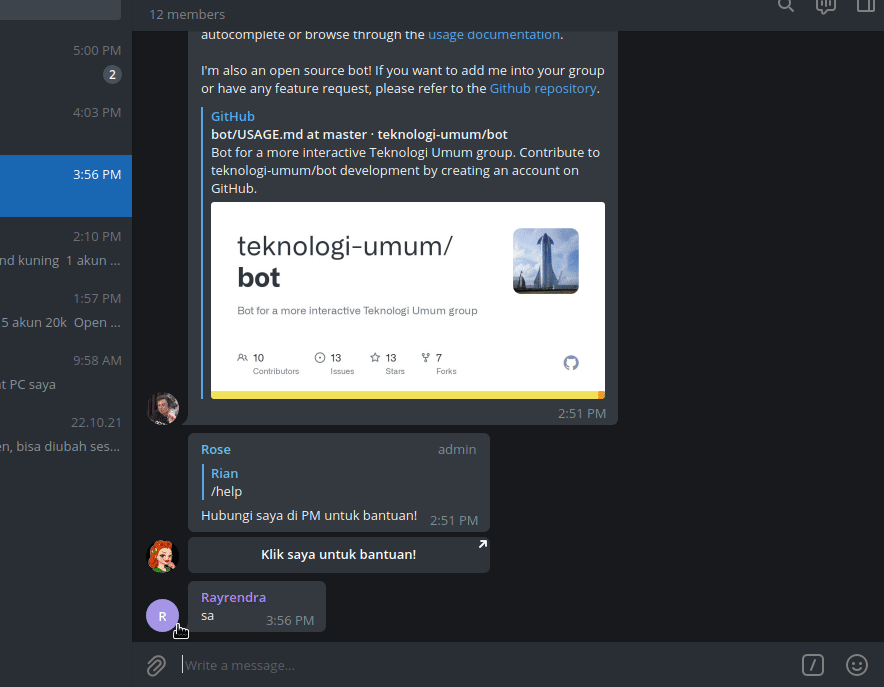 12 members
5:00 PM
2
4:03 PM
3:56 PM
2:10 PM
nd kuning 1 akun ...
1:57 PM
5 akun 20k Open ...
9:58 AM
at PC saya
22.10.21
en, bisa diubah ses...
autocomplete or browse through the usage documentation.
I'm also an open source bot! If you want to add me into your group
or have any feature request, please refer to the Github repository.
GitHub
bot/USAGE.md at master · teknologi-umum/bot
Bot for a more interactive Teknologi Umum group. Contribute to
teknologi-umum/bot development by creating an account on
GitHub.
teknologi-umum/
bot
Bot for a more interactive Teknologi Umum group
10 13 13 7
Contributors Issues Stars Forks
2:51 PM
Rose admin
Rian
/help
Hubungi saya di PM untuk bantuan! 2:51 PM
Klik saya untuk bantuan!
R
Rayrendra
sa 3:56 PM
Write a message...